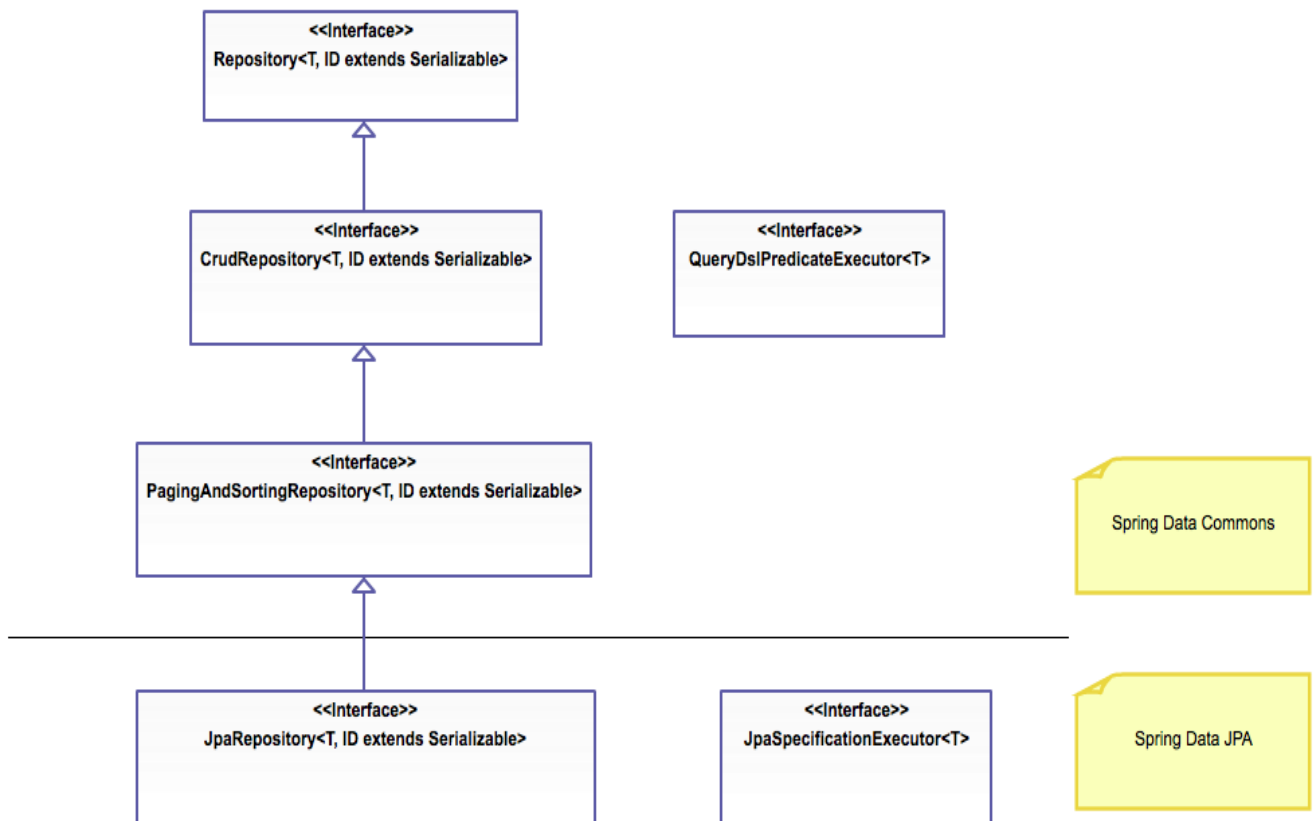 <<Interface>>
Repository<T, ID extends Serializable>
<<Interface>>
CrudRepository<T, ID extends Serializable>
<<Interface>>
QueryDslPredicateExecutor<T>
<<Interface>>
PagingAndSortingRepository<T, ID extends Serializable>
Spring Data Commons
<<Interface>>
JpaRepository<T, ID extends Serializable>
<<Interface>>
JpaSpecificationExecutor<T>
Spring Data JPA